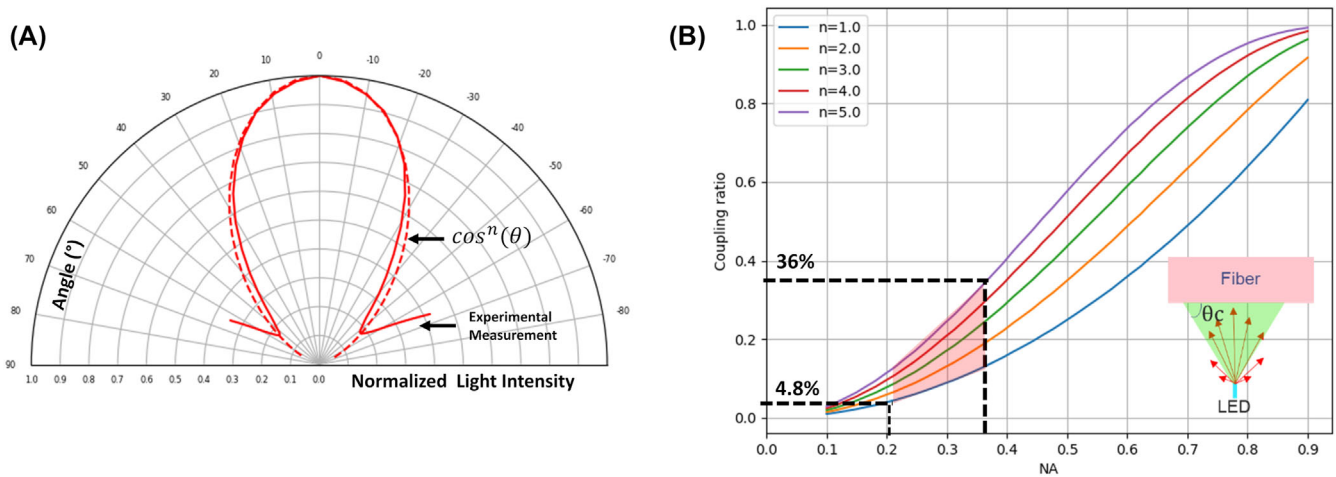 (A)
0
10
-10
20
-20
30
-30
40
-40
50
-50
60
-60
70
-70
80
-80
90
Angle (°)
cosⁿ(θ)
Experimental
Measurement
1.0 0.9 0.8 0.7 0.6 0.5 0.4 0.3 0.2 0.1 0.0
Normalized Light Intensity
(B)
n=1.0
n=2.0
n=3.0
n=4.0
n=5.0
1.0
0.8
0.6
0.4
0.2
0.0
Coupling ratio
36%
4.8%
Fiber
θc
LED
0.0 0.1 0.2 0.3 0.4 0.5 0.6 0.7 0.8 0.9
NA